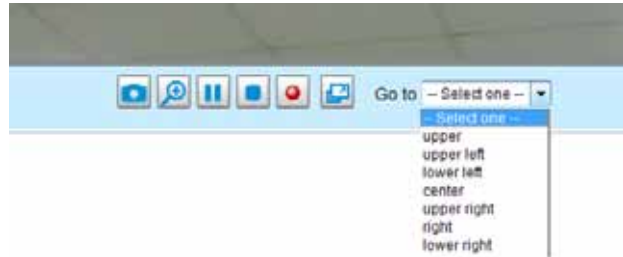 Go to -- Select one --
-- Select one --
upper
upper left
lower left
center
upper right
right
lower right